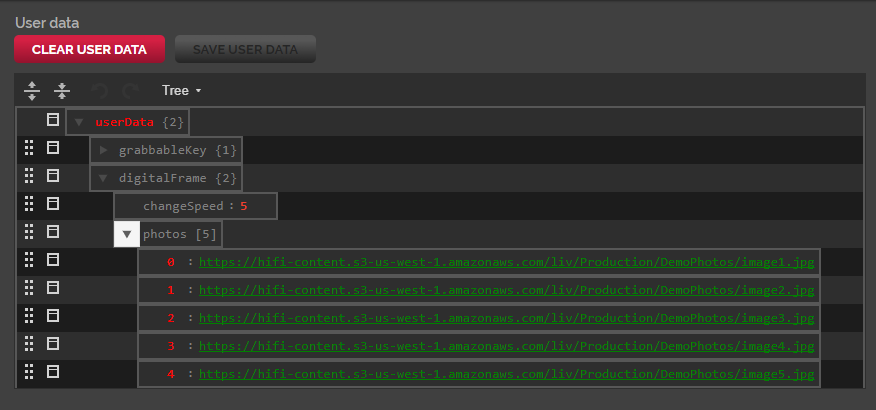 User data
CLEAR USER DATA SAVE USER DATA
Tree
userData {2}
grabbableKey {1}
digitalFrame {2}
changeSpeed : 5
photos [5]
0 : https://hifi-content.s3-us-west-1.amazonaws.com/liv/Production/DemoPhotos/image1.jpg
1 : https://hifi-content.s3-us-west-1.amazonaws.com/liv/Production/DemoPhotos/image2.jpg
2 : https://hifi-content.s3-us-west-1.amazonaws.com/liv/Production/DemoPhotos/image3.jpg
3 : https://hifi-content.s3-us-west-1.amazonaws.com/liv/Production/DemoPhotos/image4.jpg
4 : https://hifi-content.s3-us-west-1.amazonaws.com/liv/Production/DemoPhotos/image5.jpg